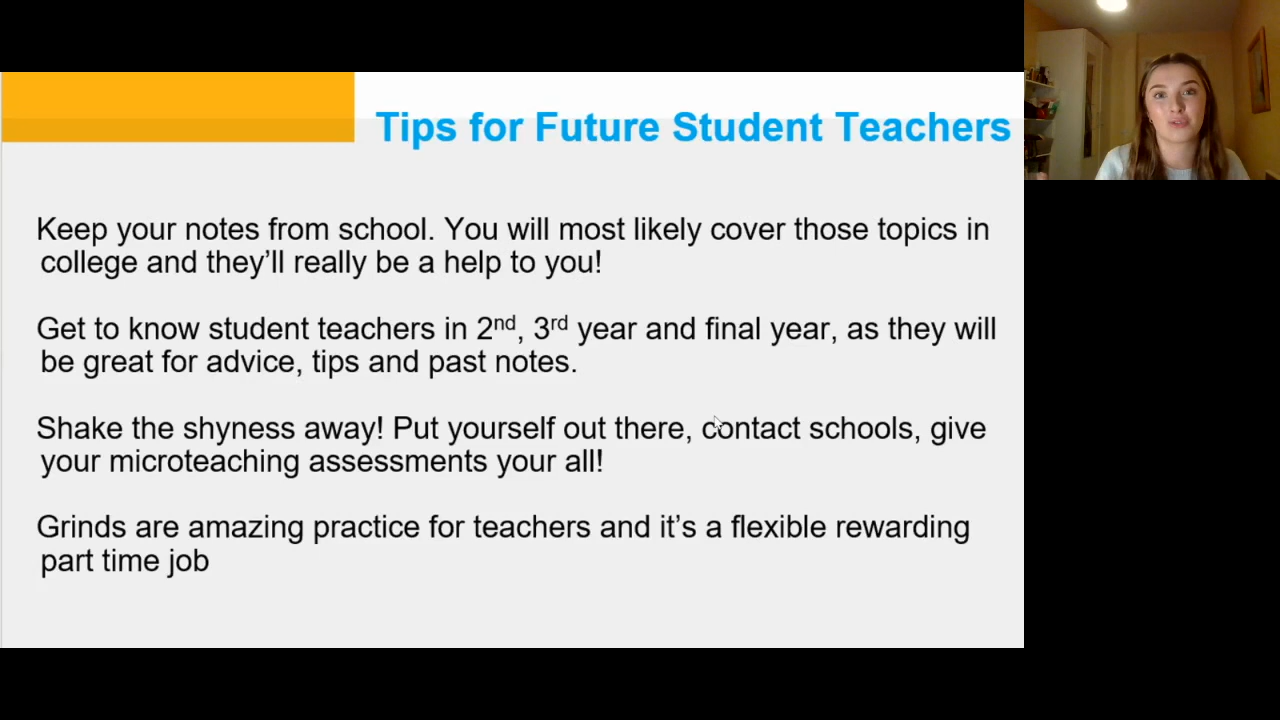 Tips for Future Student Teachers
Keep your notes from school. You will most likely cover those topics in
college and they’ll really be a help to you!
Get to know student teachers in 2nd, 3rd year and final year, as they will
be great for advice, tips and past notes.
Shake the shyness away! Put yourself out there, contact schools, give
your microteaching assessments your all!
Grinds are amazing practice for teachers and it’s a flexible rewarding
part time job